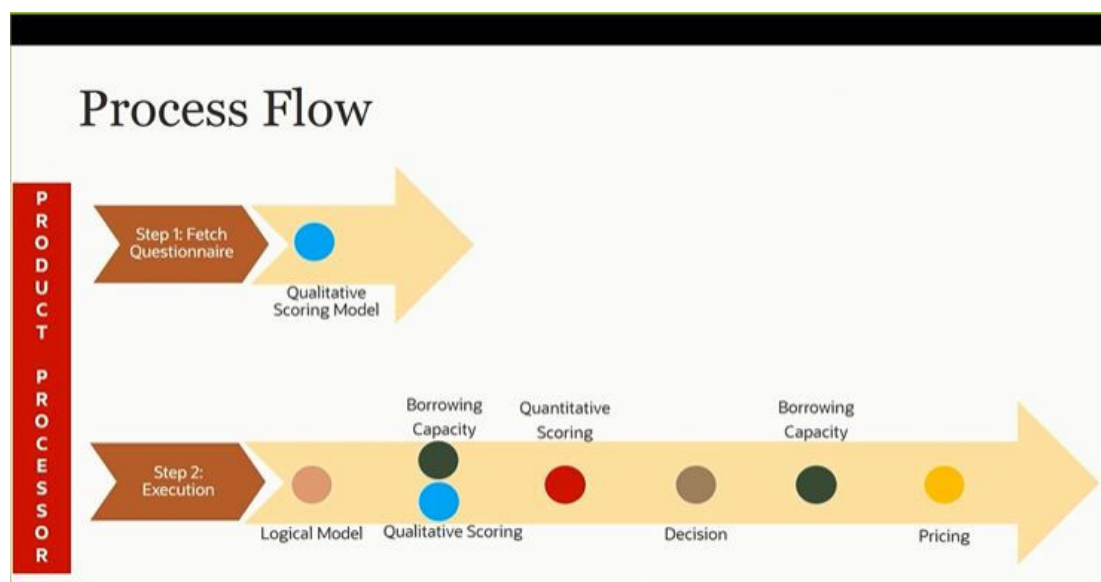 Process Flow
PRODUCT PROCESSOR
Step 1: Fetch
Questionnaire
Qualitative
Scoring Model
Step 2:
Execution
Logical Model
Borrowing
Capacity
Qualitative Scoring
Quantitative
Scoring
Decision
Borrowing
Capacity
Pricing